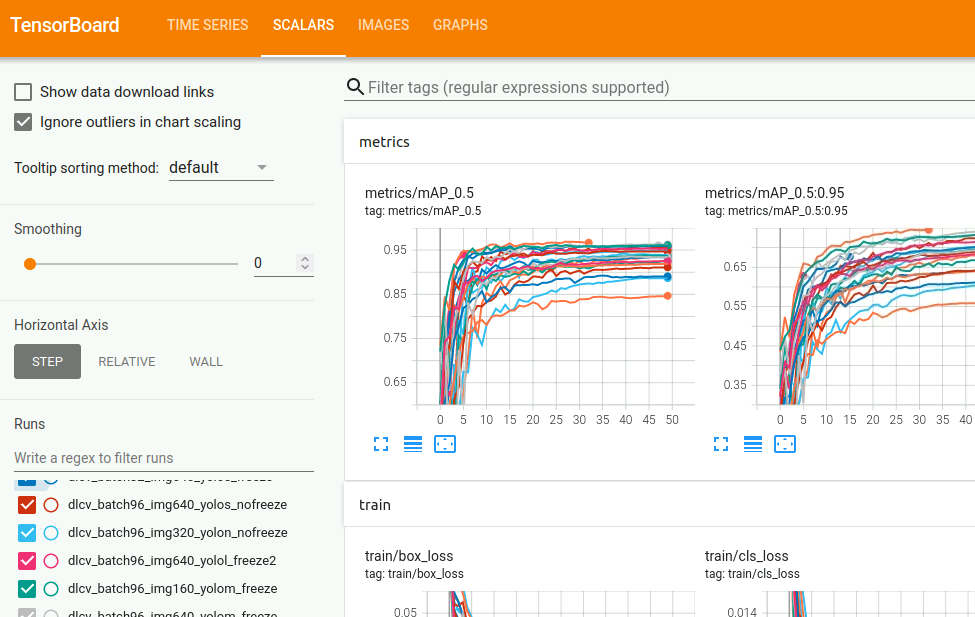 TensorBoard
TIME SERIES SCALARS IMAGES GRAPHS
Show data download links
Ignore outliers in chart scaling
Tooltip sorting method: default
Smoothing
0
Horizontal Axis
STEP RELATIVE WALL
Runs
Write a regex to filter runs
dlcv_batch96_img640_yolos_nofreeze
dlcv_batch96_img320_yolon_nofreeze
dlcv_batch96_img640_yolol_freeze2
dlcv_batch96_img160_yolom_freeze
dlcv_batch96_img640_yolom_freeze
Filter tags (regular expressions supported)
metrics
metrics/mAP_0.5
tag: metrics/mAP_0.5
0.95
0.85
0.75
0.65
0 5 10 15 20 25 30 35 40 45 50
metrics/mAP_0.5:0.95
tag: metrics/mAP_0.5:0.95
0.65
0.55
0.45
0.35
0 5 10 15 20 25 30 35 40
train
train/box_loss
tag: train/box_loss
0.05
train/cls_loss
tag: train/cls_loss
0.014